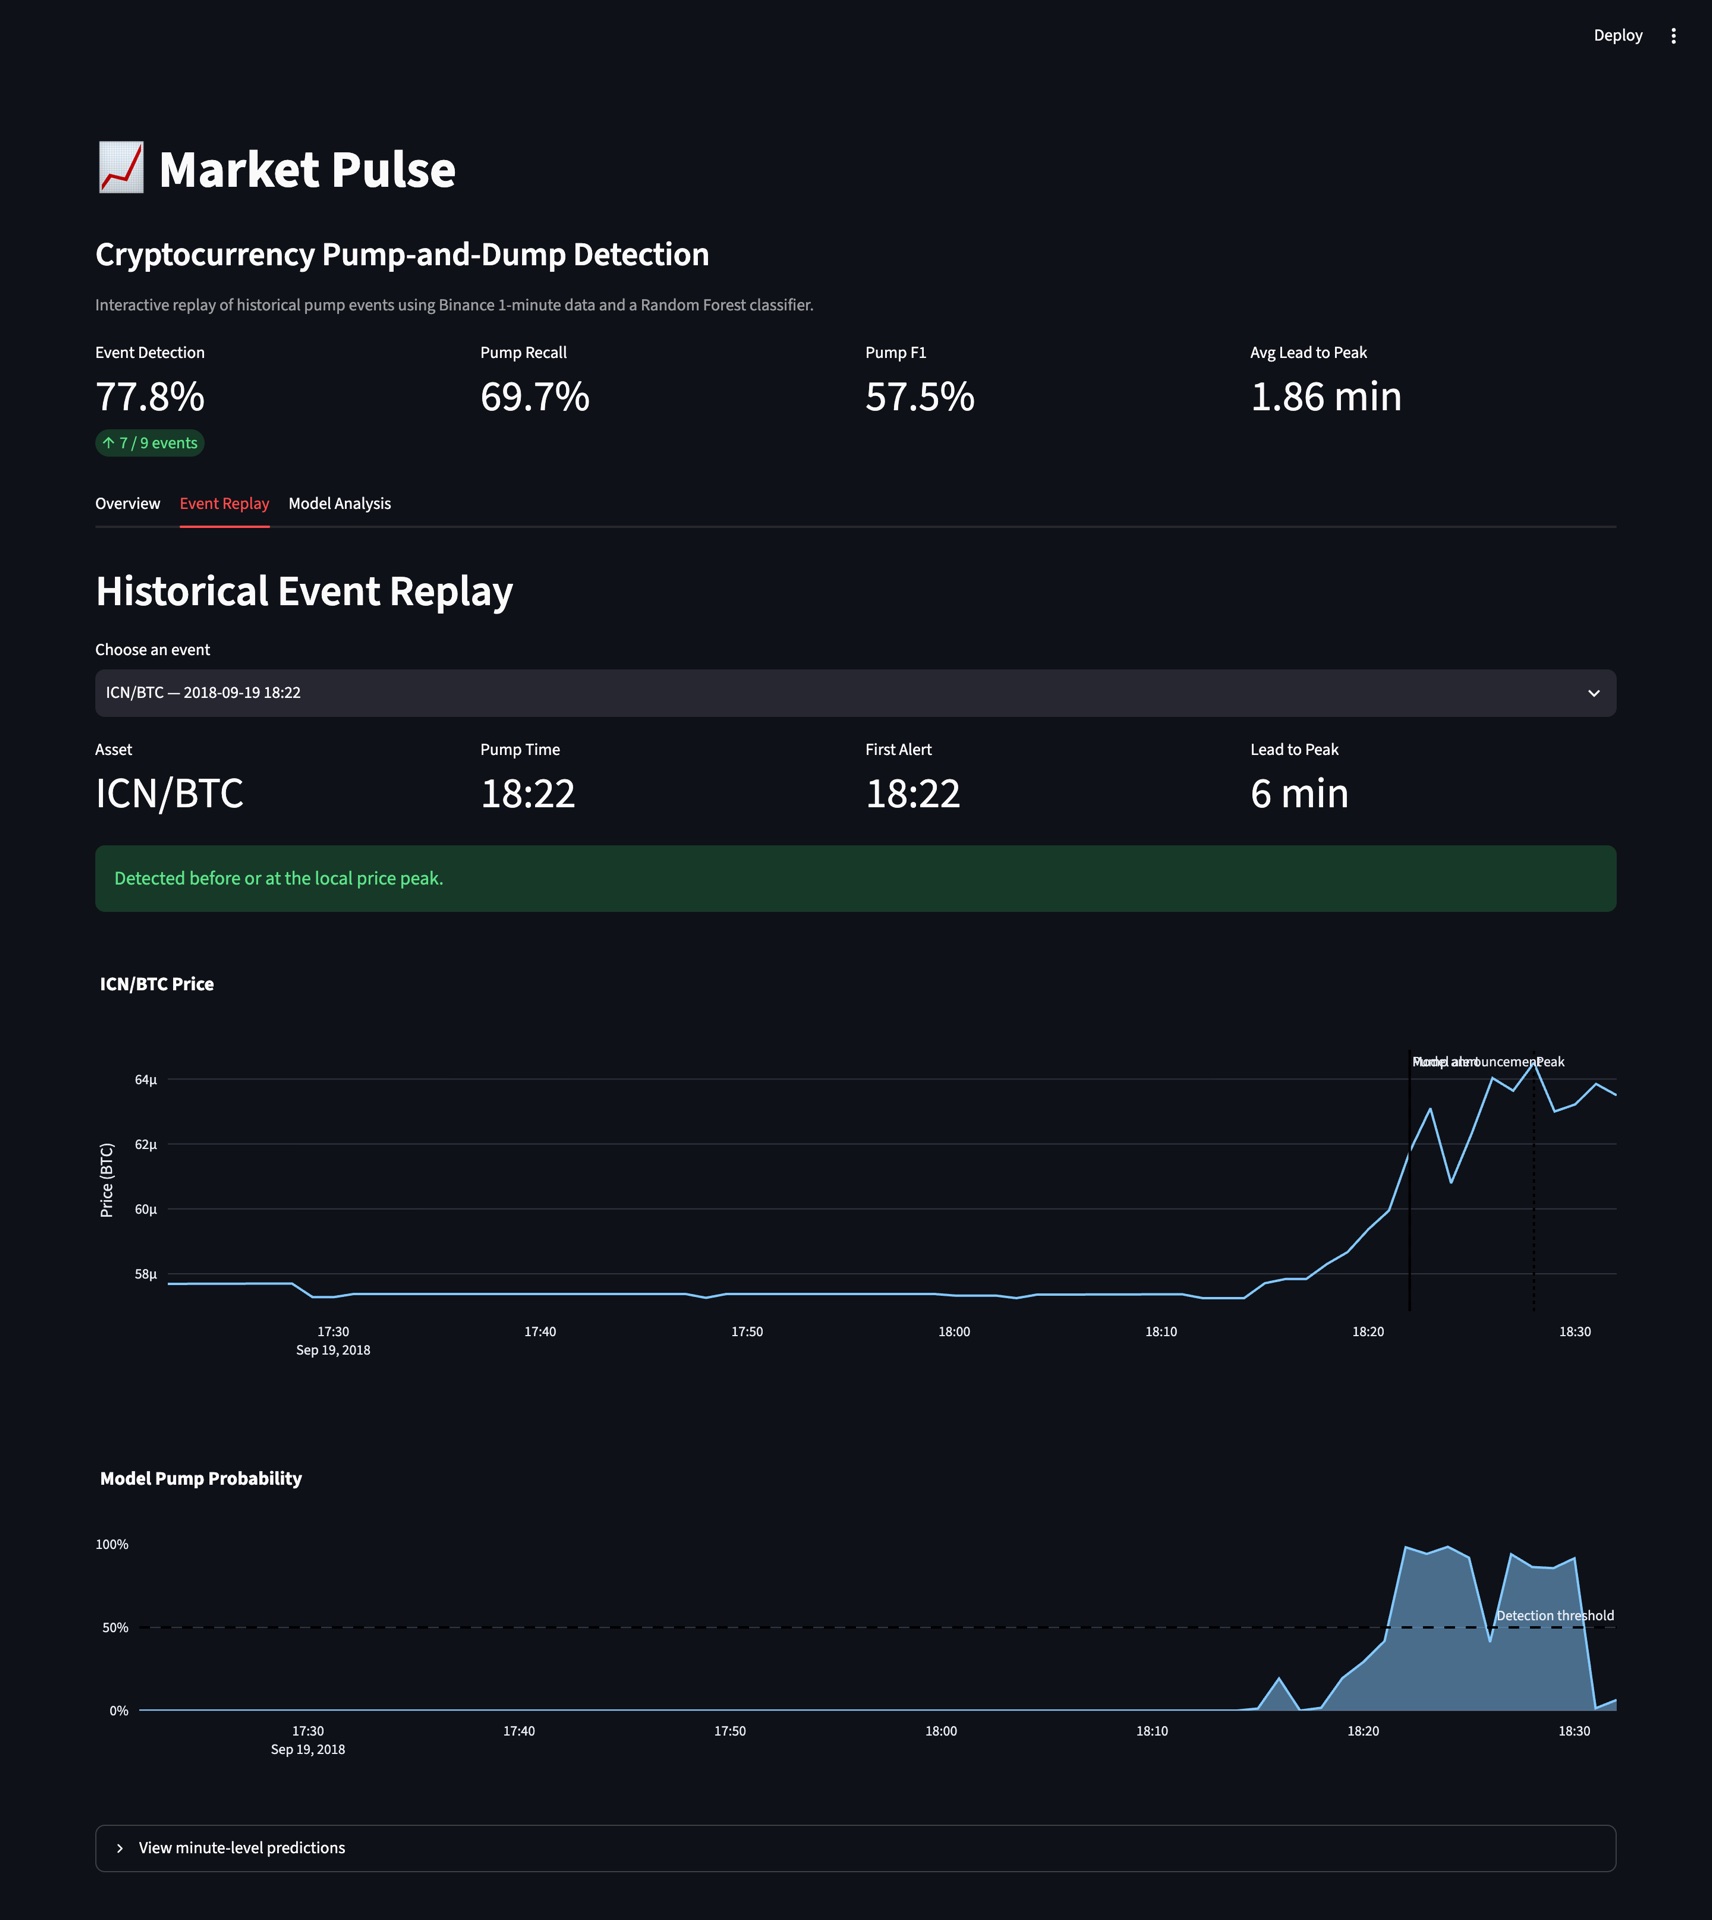 Deploy
Market Pulse
Cryptocurrency Pump-and-Dump Detection
Interactive replay of historical pump events using Binance 1-minute data and a Random Forest classifier.
Event Detection Pump Recall Pump F1 Avg Lead to Peak
77.8% 69.7% 57.5% 1.86 min
↑ 7 / 9 events
Overview Event Replay Model Analysis
Historical Event Replay
Choose an event
ICN/BTC — 2018-09-19 18:22
Asset Pump Time First Alert Lead to Peak
ICN/BTC 18:22 18:22 6 min
Detected before or at the local price peak.
ICN/BTC Price
Peak
64μ
62μ
60μ
58μ
Price (BTC)
17:30 17:40 17:50 18:00 18:10 18:20 18:30
Sep 19, 2018
Model Pump Probability
100%
Detection threshold
50%
0%
17:30 17:40 17:50 18:00 18:10 18:20 18:30
Sep 19, 2018
View minute-level predictions